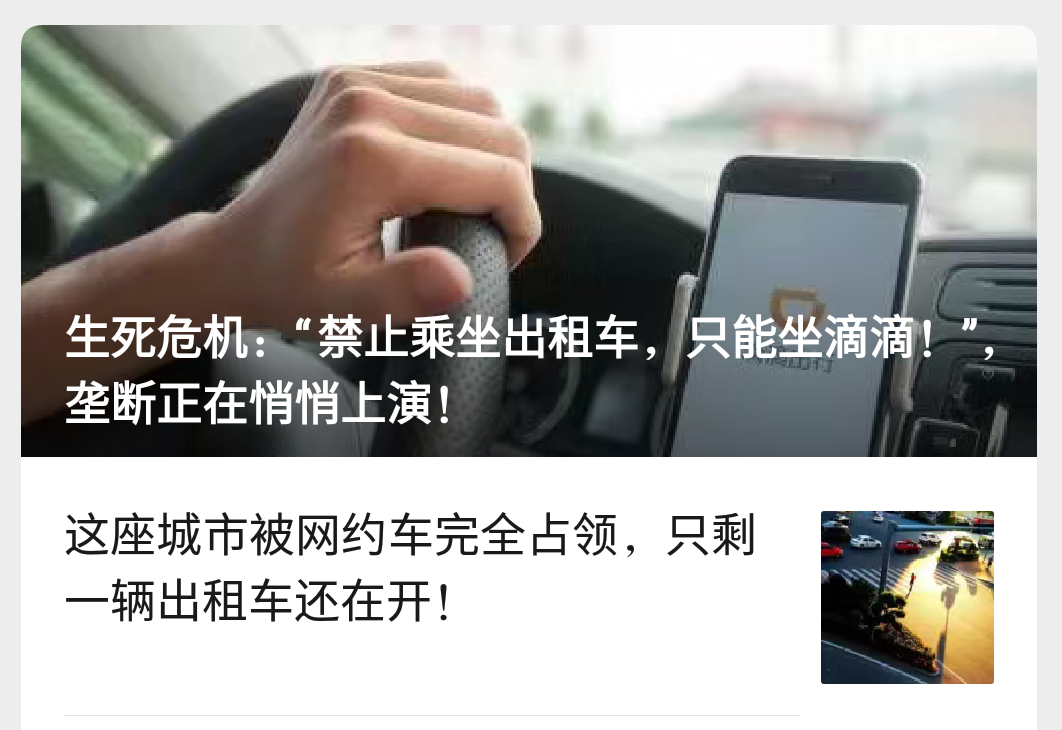 生死危机：“禁止乘坐出租车，只能坐滴滴！”，
垄断正在悄悄上演！
这座城市被网约车完全占领，只剩
一辆出租车还在开！